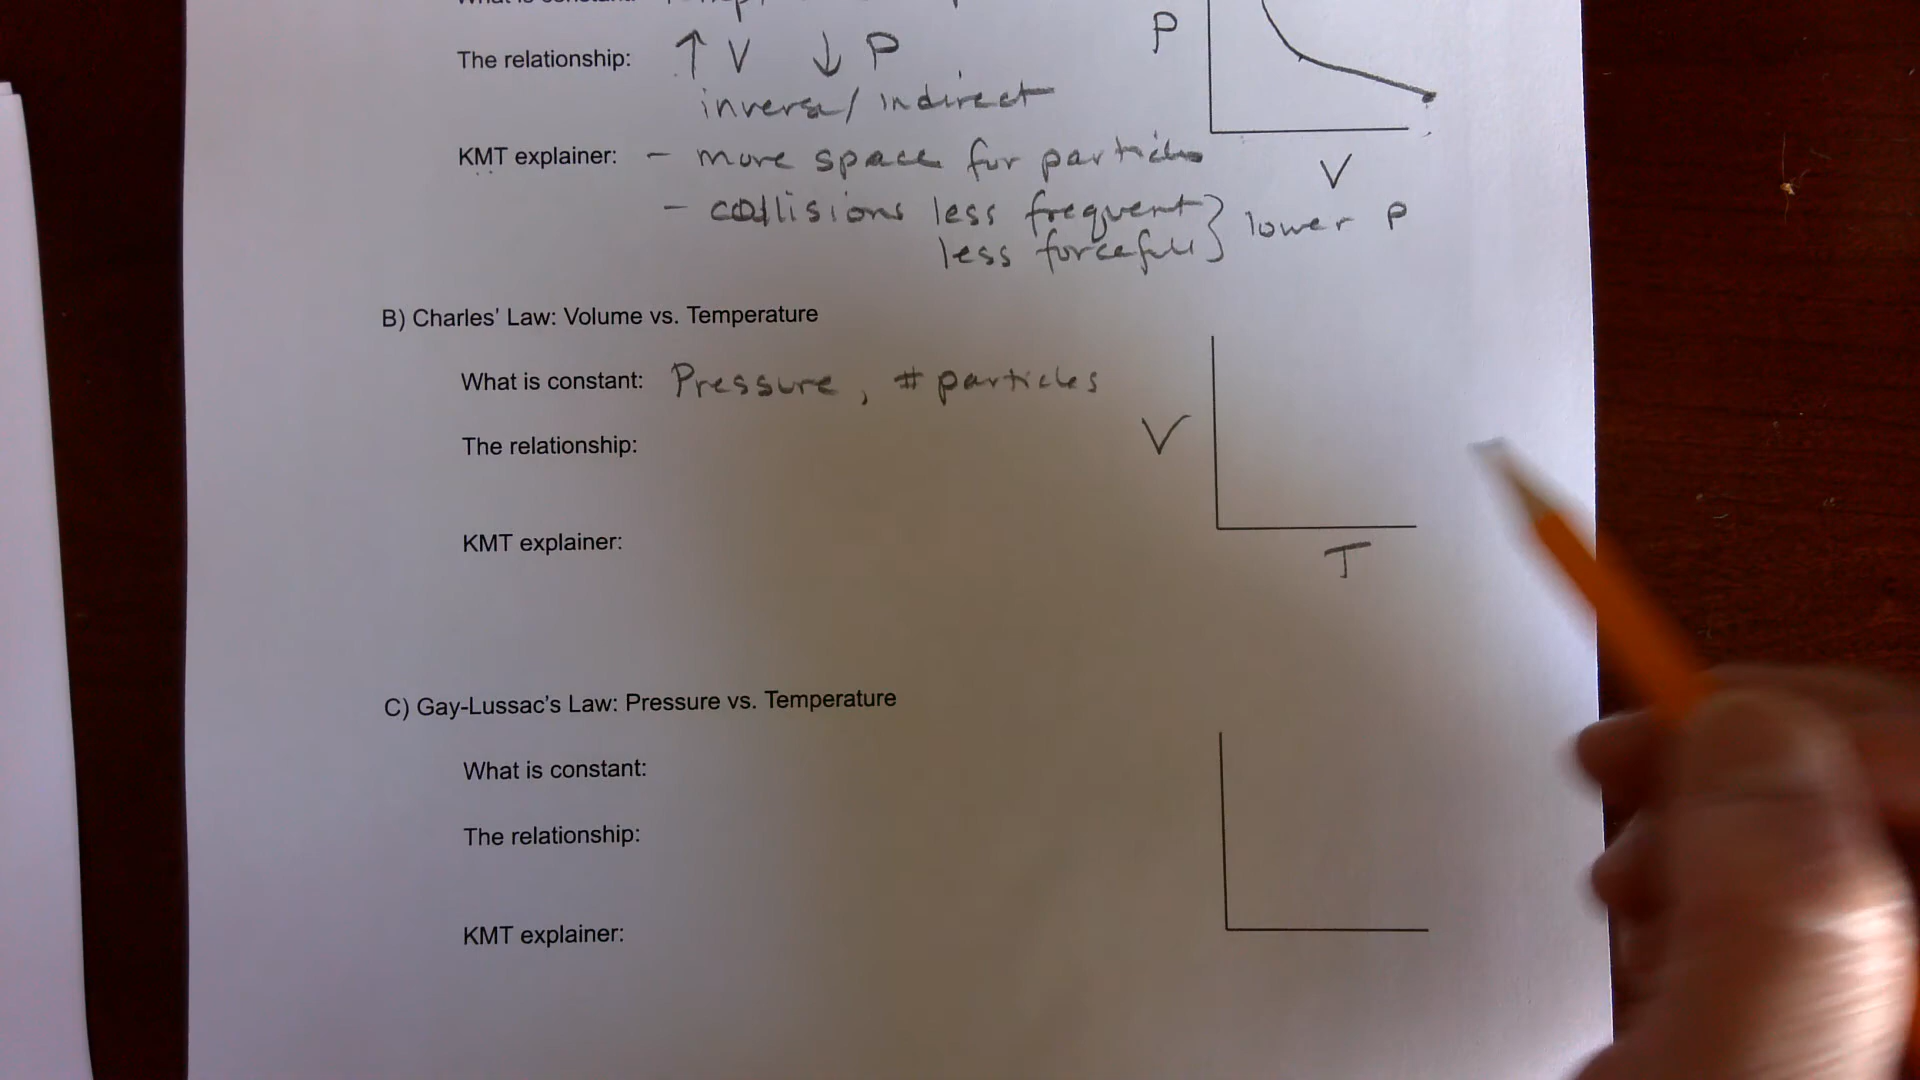 The relationship: ↑ V ↓ P
inverse/indirect
P
KMT explainer: - more space for particles
V
- collisions less frequent} lower P
less forceful}
B) Charles' Law: Volume vs. Temperature
What is constant: Pressure, # particles
V
The relationship:
KMT explainer:
T
C) Gay-Lussac's Law: Pressure vs. Temperature
What is constant:
The relationship:
KMT explainer: